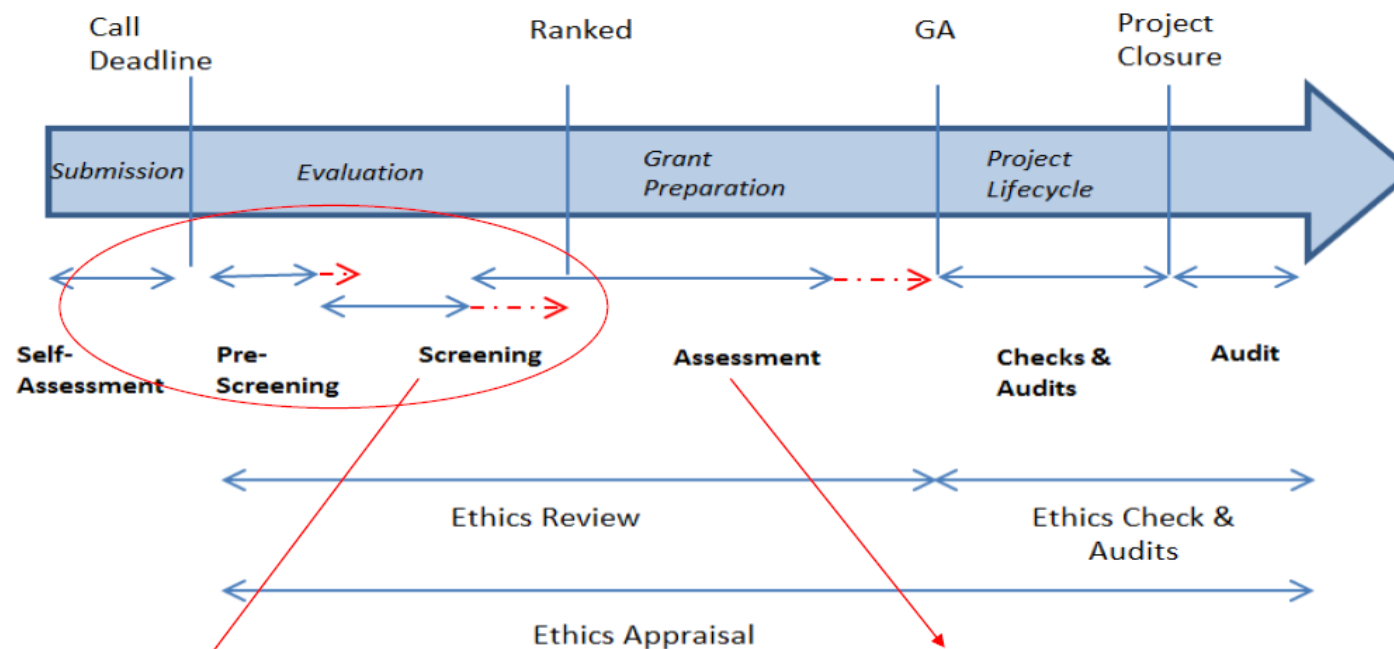 Call
Deadline
Ranked
GA
Project
Closure
Submission
Evaluation
Grant
Preparation
Project
Lifecycle
Self-
Assessment
Pre-
Screening
Screening
Assessment
Checks &
Audits
Audit
Ethics Review
Ethics Check &
Audits
Ethics Appraisal